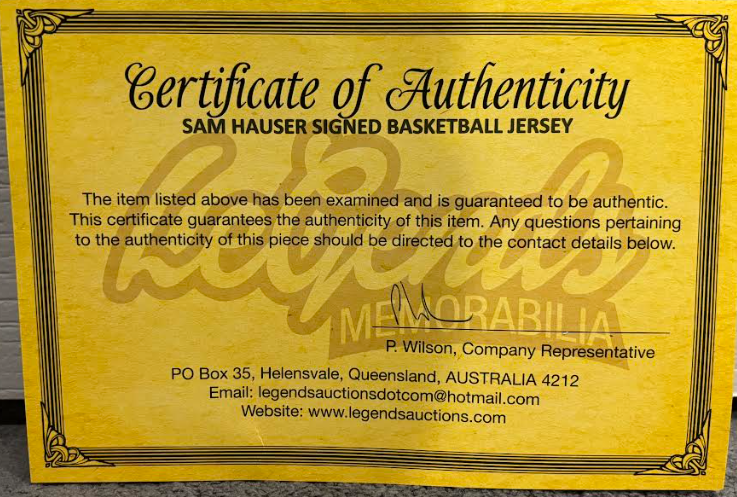 Certificate of Authenticity
SAM HAUSER SIGNED BASKETBALL JERSEY
Legends
The item listed above has been examined and is guaranteed to be authentic.
This certificate guarantees the authenticity of this item. Any questions pertaining
to the authenticity of this piece should be directed to the contact details below.
MEMORABILIA
P. Wilson, Company Representative
PO Box 35, Helensvale, Queensland, AUSTRALIA 4212
Email: legendsauctionsdotcom@hotmail.com
Website: www.legendsauctions.com